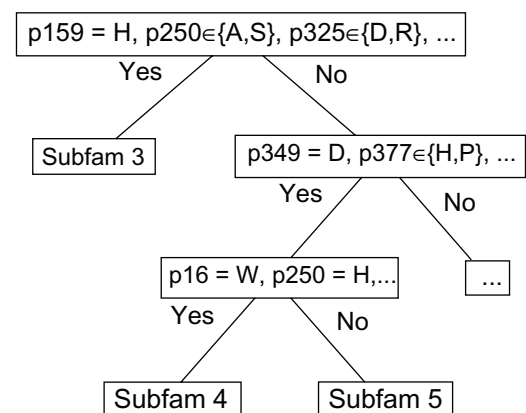 p159 = H, p250∈{A,S}, p325∈{D,R}, ...
Yes
No
Subfam 3
p349 = D, p377∈{H,P}, ...
Yes
No
p16 = W, p250 = H,...
...
Yes
No
Subfam 4
Subfam 5